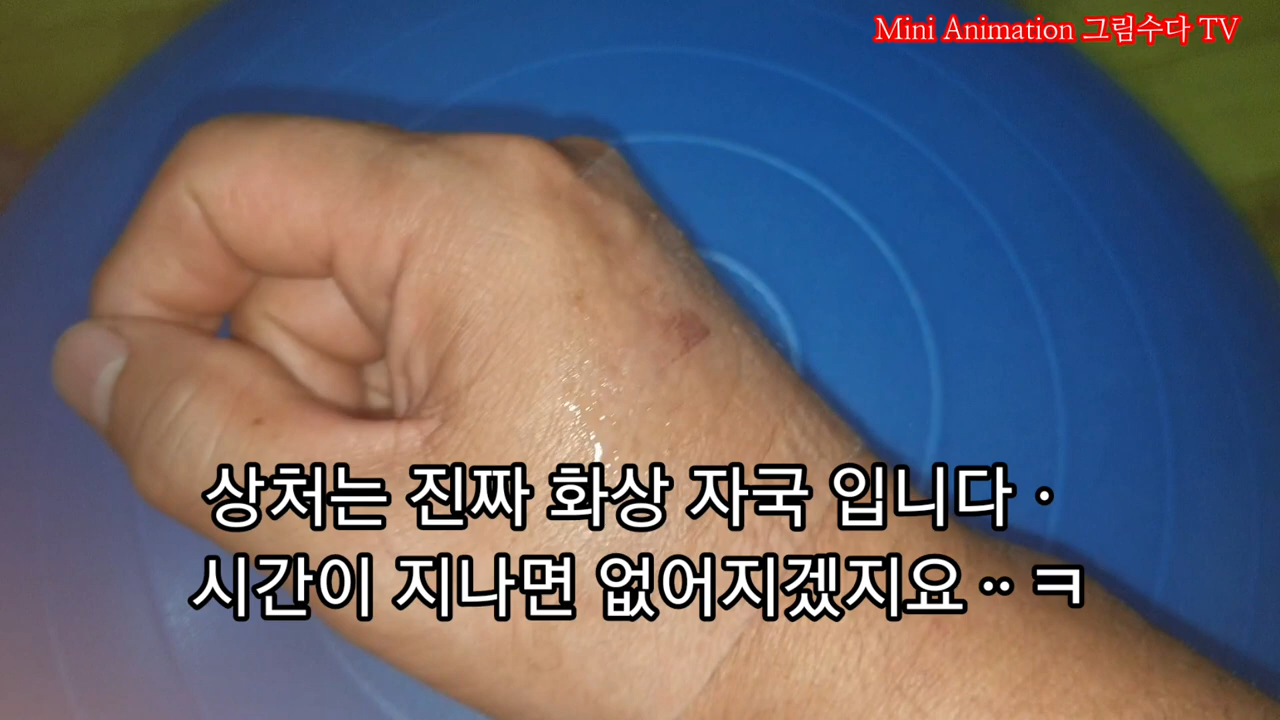 Mini Animation 그림수다 TV
상처는 진짜 화상 자국 입니다 ·
시간이 지나면 없어지겠지요 ·· ㅋ